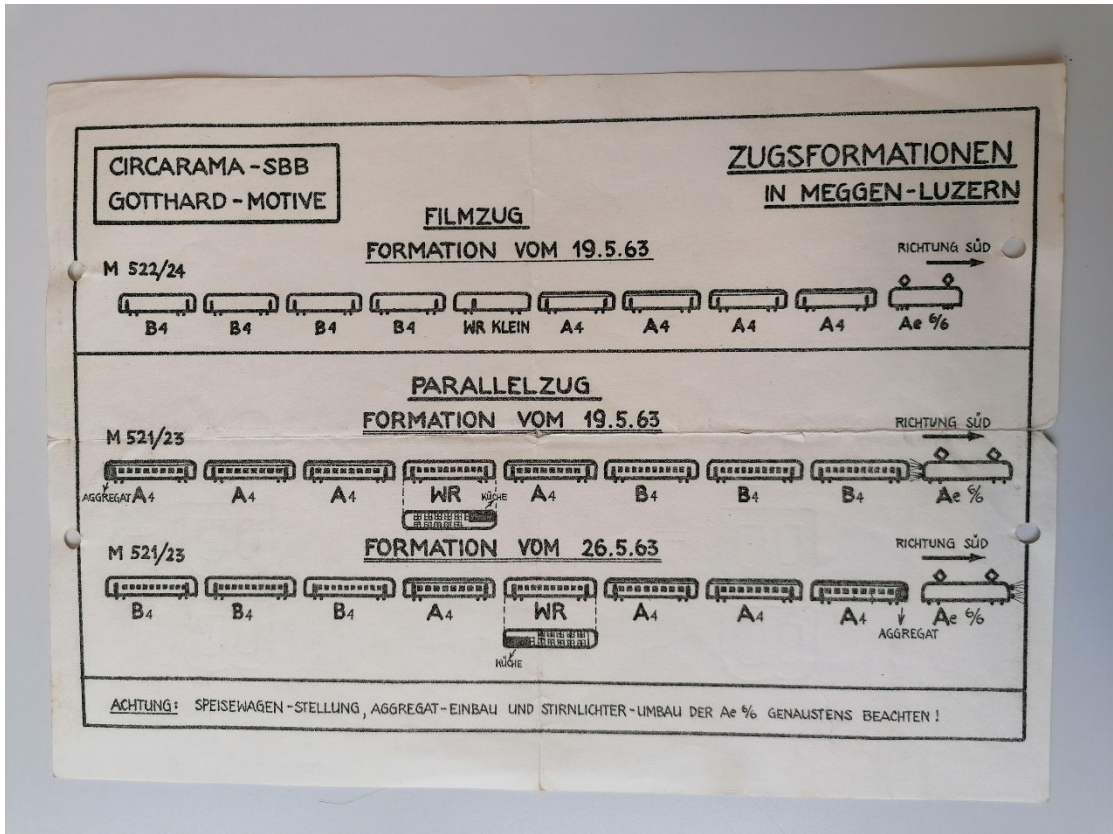 CIRCARAMA - SBB
GOTTHARD - MOTIVE
ZUGSFORMATIONEN
IN MEGGEN - LUZERN
FILMZUG
FORMATION VOM 19.5.63
RICHTUNG SÜD
M 522/24
B4 B4 B4 B4 WR KLEIN A4 A4 A4 A4 Ae 6/6
PARALLELZUG
FORMATION VOM 19.5.63
RICHTUNG SÜD
M 521/23
AGGREGAT A4 A4 A4 WR KÜCHE A4 B4 B4 B4 Ae 6/6
FORMATION VOM 26.5.63
RICHTUNG SÜD
M 521/23
B4 B4 B4 A4 WR A4 A4 A4 Ae 6/6
AGGREGAT
KÜCHE
ACHTUNG: SPEISEWAGEN - STELLUNG, AGGREGAT - EINBAU UND STIRNLICHTER - UMBAU DER Ae 6/6 GENAUSTENS BEACHTEN !